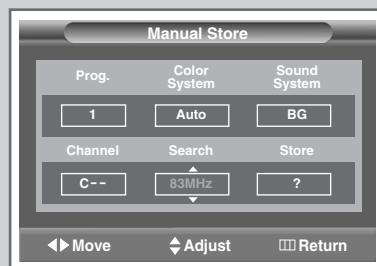 Manual Store
Prog. Color System Sound System
1 Auto BG
Channel Search Store
C-- 83MHz ?
Move Adjust Return